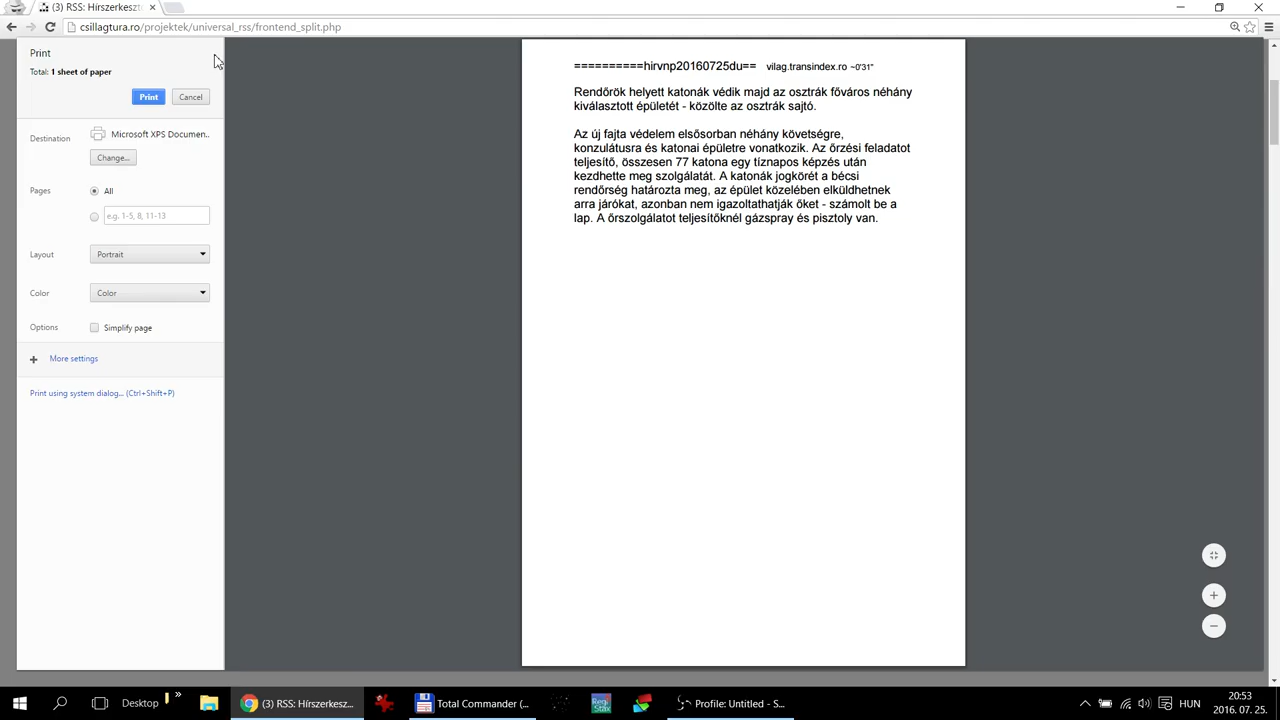 (3) RSS: Hírszerkeszt
csillagtura.ro/projektek/universal_rss/frontend_split.php
Print
Total: 1 sheet of paper
Print Cancel
Destination Microsoft XPS Documen..
Change...
Pages All
e.g. 1-5, 8, 11-13
Layout Portrait
Color Color
Options Simplify page
+ More settings
Print using system dialog... (Ctrl+Shift+P)
==========hirvnp20160725du== vilag.transindex.ro ~0'31"
Rendőrök helyett katonák védik majd az osztrák főváros néhány
kiválasztott épületét - közölte az osztrák sajtó.
Az új fajta védelem elsősorban néhány követségre,
konzulátusra és katonai épületre vonatkozik. Az őrzési feladatot
teljesítő, összesen 77 katona egy tíznapos képzés után
kezdhette meg szolgálatát. A katonák jogkörét a bécsi
rendőrség határozta meg, az épület közelében elküldhetnek
arra járókat, azonban nem igazoltathatják őket - számolt be a
lap. A őrszolgálatot teljesítőknél gázspray és pisztoly van.
Desktop » (3) RSS: Hírszerkesz... Total Commander (... Profile: Untitled - S... HUN 20:53
2016. 07. 25.